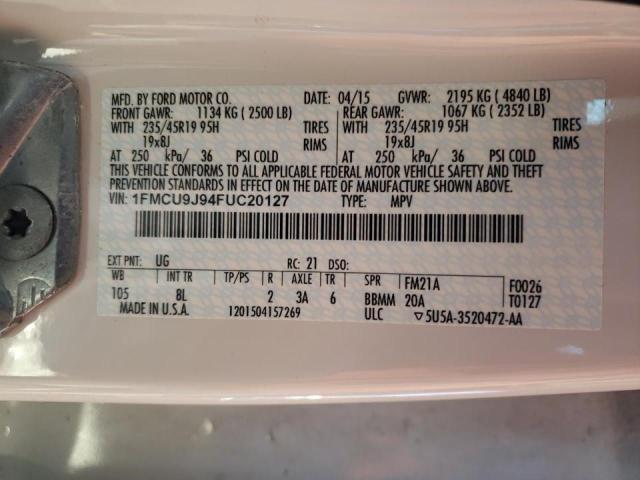 MFD. BY FORD MOTOR CO. DATE: 04/15 GVWR: 2195 KG ( 4840 LB)
FRONT GAWR: 1134 KG ( 2500 LB) REAR GAWR: 1067 KG ( 2352 LB)
WITH 235/45R19 95H TIRES WITH 235/45R19 95H TIRES
19x8J RIMS 19x8J RIMS
AT 250 kPa/ 36 PSI COLD AT 250 kPa/ 36 PSI COLD
THIS VEHICLE CONFORMS TO ALL APPLICABLE FEDERAL MOTOR VEHICLE SAFETY AND THEFT
PREVENTION STANDARDS IN EFFECT ON THE DATE OF MANUFACTURE SHOWN ABOVE.
VIN: 1FMCU9J94FUC20127 TYPE: MPV
EXT PNT: UG RC: 21 DSO:
WB INT TR TP/PS R AXLE TR SPR FM21A F0026
105 8L 2 3A 6 BBMM 20A T0127
MADE IN U.S.A. 1201504157269 ULC ▽5U5A-3520472-AA